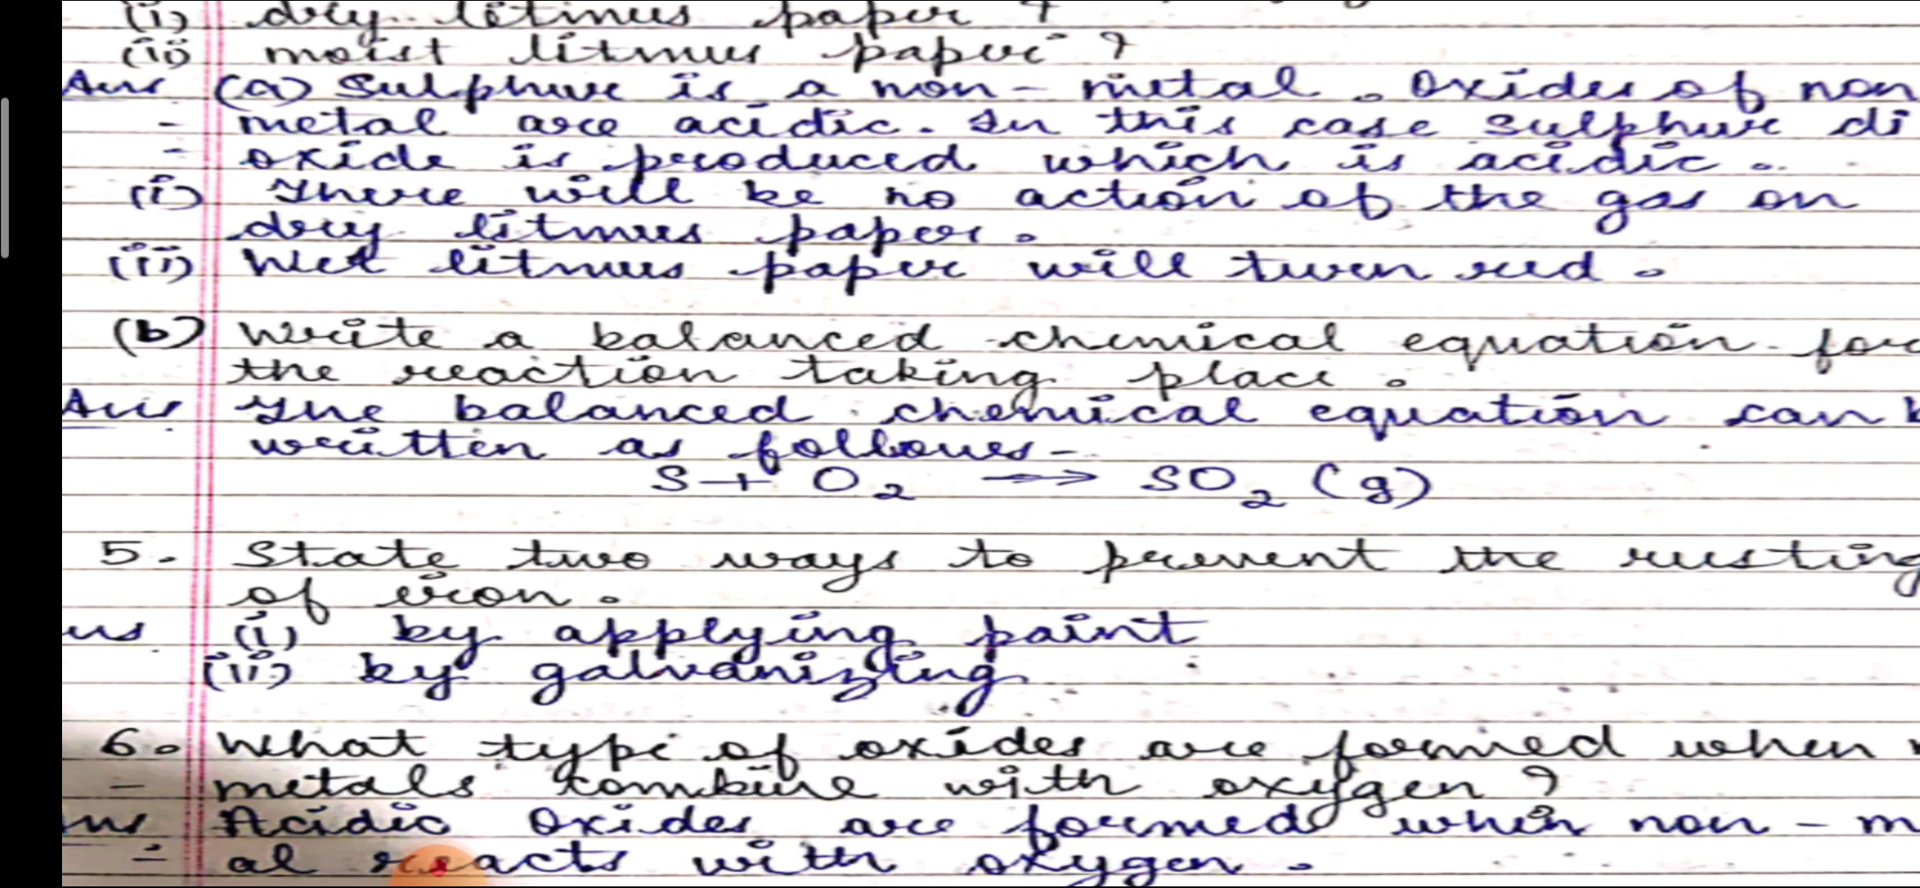 (i) dry litmus paper ?
(ii) moist litmus paper ?
Ans (a) Sulphur is a non - metal. Oxides of non
- metal are acidic. In this case sulphur di
- oxide is produced which is acidic.
(i) There will be no action of the gas on
dry litmus paper.
(ii) Wet litmus paper will turn red.
(b) Write a balanced chemical equation for
the reaction taking place.
Ans The balanced chemical equation can b
written as follows -
S + O2 → SO2 (g)
5. State two ways to prevent the rusting
of iron.
ns (i) by applying paint
(ii) by galvanizing
6. What type of oxides are formed when
- metals combine with oxygen ?
ns Acidic Oxides are formed when non - m
- al reacts with oxygen.